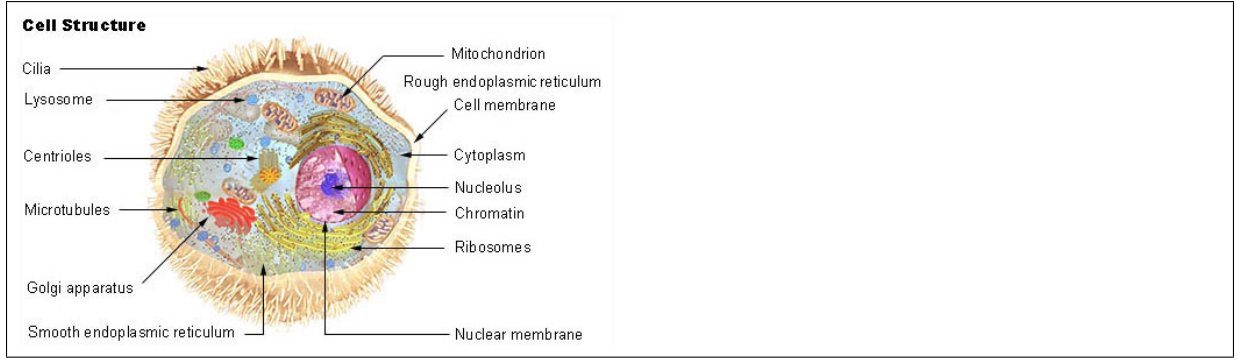 Cell Structure
Cilia
Lysosome
Centrioles
Microtubules
Golgi apparatus
Smooth endoplasmic reticulum
Mitochondrion
Rough endoplasmic reticulum
Cell membrane
Cytoplasm
Nucleolus
Chromatin
Ribosomes
Nuclear membrane